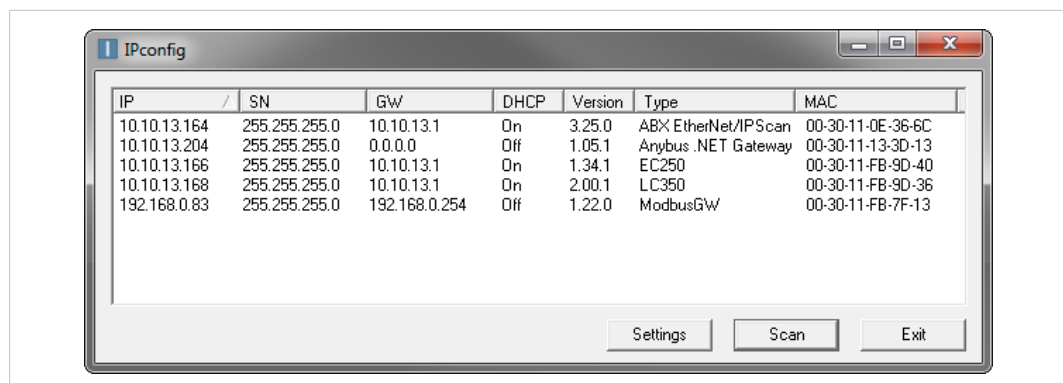 IPconfig
IP SN GW DHCP Version Type MAC
10.10.13.164 255.255.255.0 10.10.13.1 On 3.25.0 ABX EtherNet/IPScan 00-30-11-0E-36-6C
10.10.13.204 255.255.255.0 0.0.0.0 Off 1.05.1 Anybus .NET Gateway 00-30-11-13-3D-13
10.10.13.166 255.255.255.0 10.10.13.1 On 1.34.1 EC250 00-30-11-FB-9D-40
10.10.13.168 255.255.255.0 10.10.13.1 On 2.00.1 LC350 00-30-11-FB-9D-36
192.168.0.83 255.255.255.0 192.168.0.254 Off 1.22.0 ModbusGW 00-30-11-FB-7F-13
Settings Scan Exit